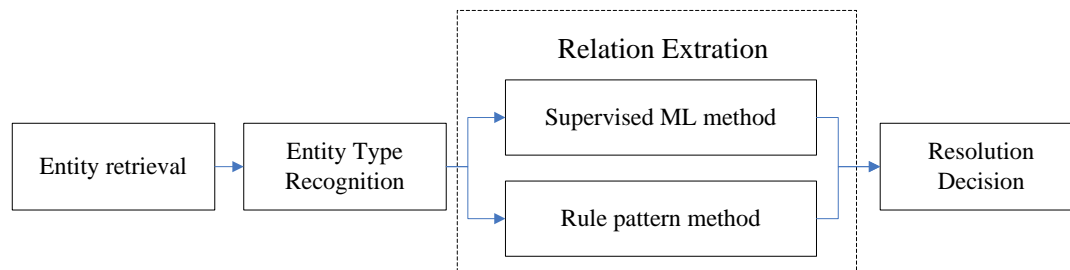 Relation Extration
Supervised ML method
Entity retrieval
Entity Type
Recognition
Rule pattern method
Resolution
Decision